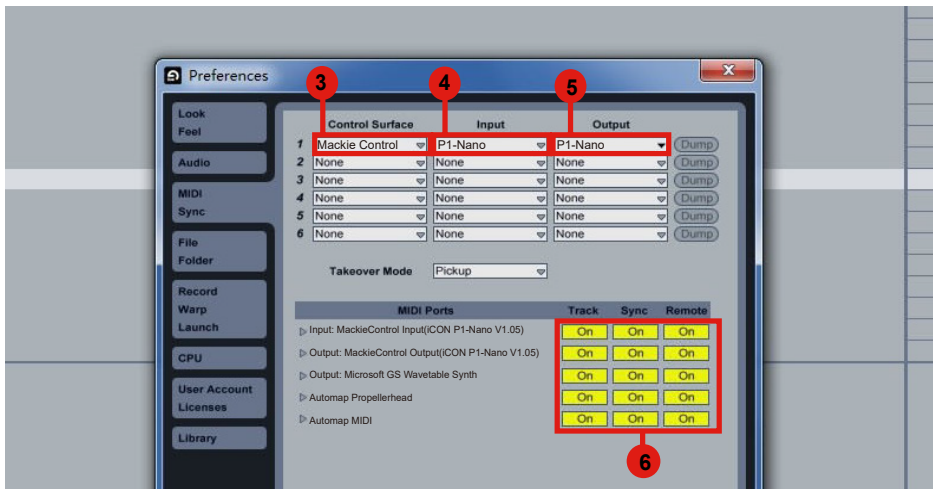 Preferences
X
3 4 5
Look
Feel
Audio
MIDI
Sync
File
Folder
Record
Warp
Launch
CPU
User Account
Licenses
Library
Control Surface Input Output
1 Mackie Control P1-Nano P1-Nano Dump
2 None None None Dump
3 None None None Dump
4 None None None Dump
5 None None None Dump
6 None None None Dump
Takeover Mode Pickup
MIDI Ports Track Sync Remote
Input: MackieControl Input(iCON P1-Nano V1.05) On On On
Output: MackieControl Output(iCON P1-Nano V1.05) On On On
Output: Microsoft GS Wavetable Synth On On On
Automap Propellerhead On On On
Automap MIDI On On On
6